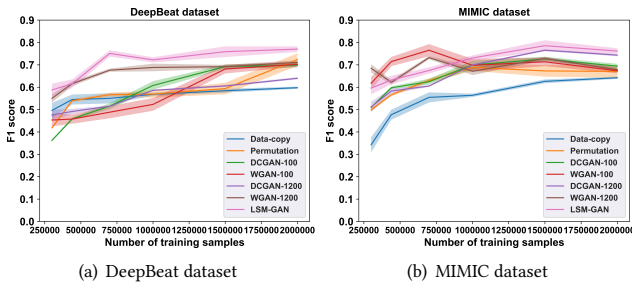 DeepBeat dataset
F1 score
0.9
0.8
0.7
0.6
0.5
0.4
0.3
0.2
0.1
0.0
Data-copy
Permutation
DCGAN-100
WGAN-100
DCGAN-1200
WGAN-1200
LSM-GAN
250000 500000 750000 1000000 1250000 1500000 1750000 2000000
Number of training samples
(a) DeepBeat dataset
MIMIC dataset
F1 score
0.9
0.8
0.7
0.6
0.5
0.4
0.3
0.2
0.1
0.0
Data-copy
Permutation
DCGAN-100
WGAN-100
DCGAN-1200
WGAN-1200
LSM-GAN
250000 500000 750000 1000000 1250000 1500000 1750000 2000000
Number of training samples
(b) MIMIC dataset